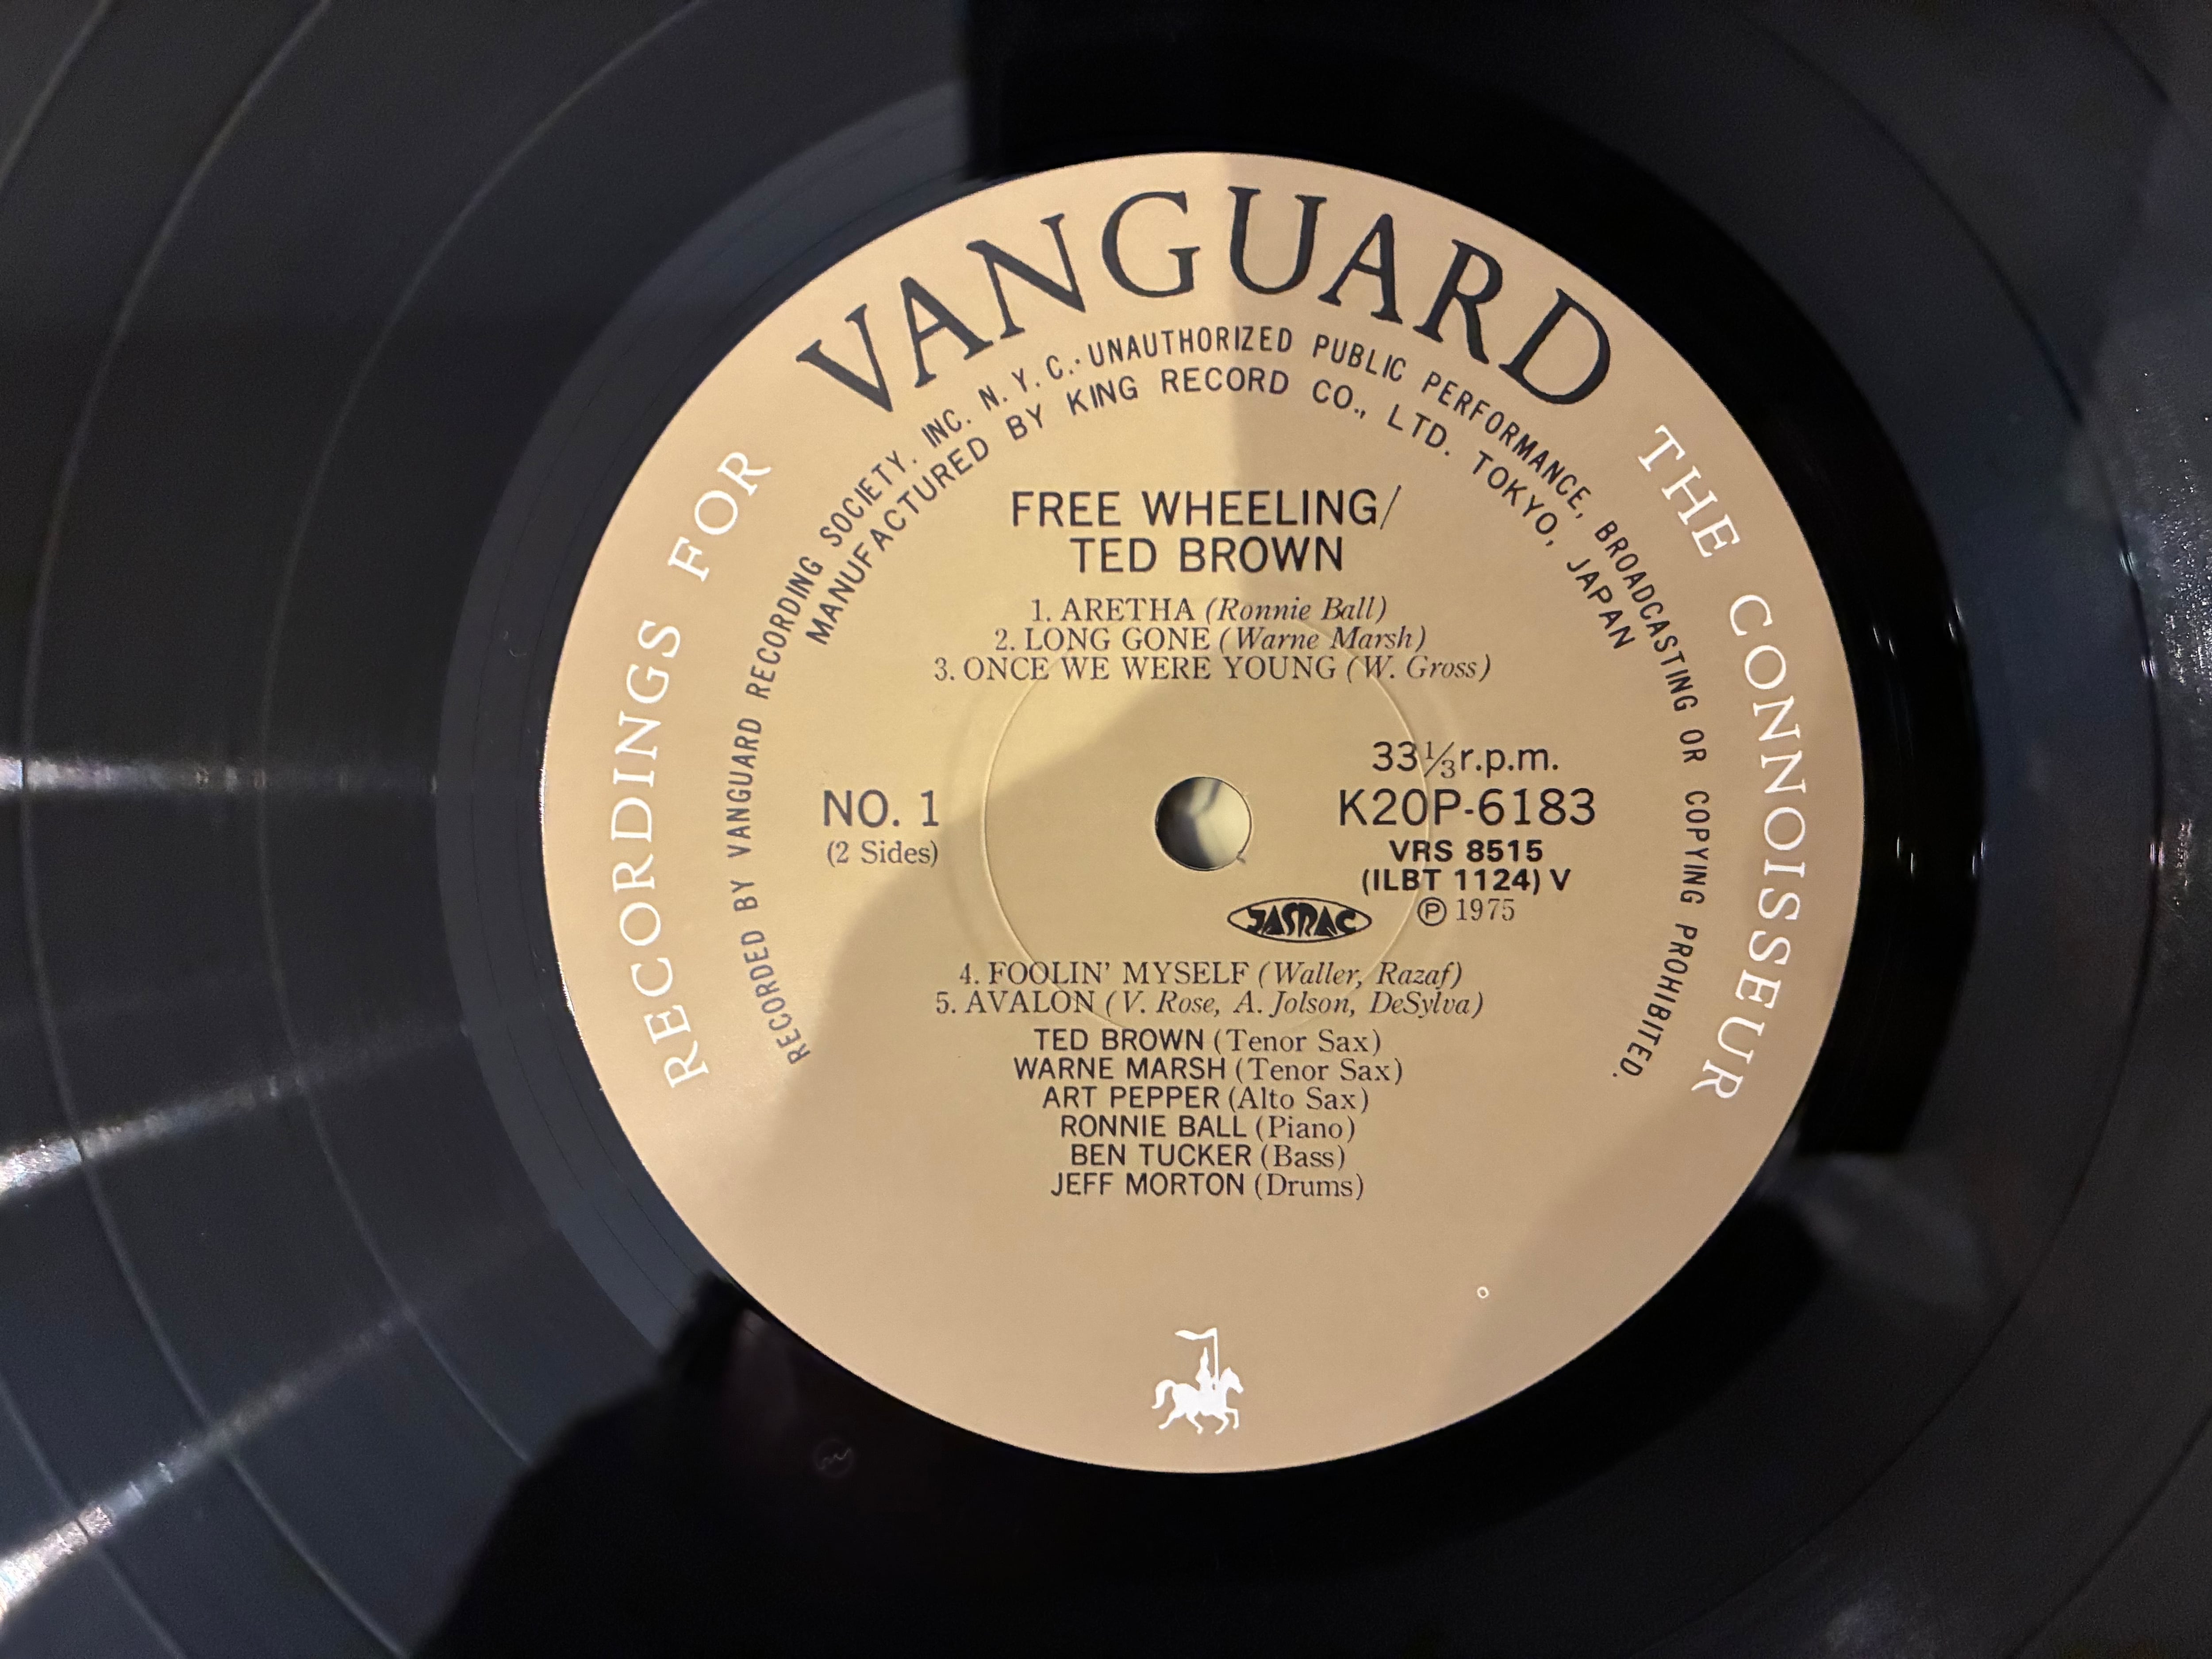 VANGUARD
RECORDINGS FOR THE CONNOISSEUR
RECORDED BY VANGUARD RECORDING SOCIETY. INC. N. Y. C.· UNAUTHORIZED PUBLIC PERFORMANCE, BROADCASTING OR COPYING PROHIBITED.
MANUFACTURED BY KING RECORD CO., LTD. TOKYO, JAPAN
FREE WHEELING/
TED BROWN
1. ARETHA (Ronnie Ball)
2. LONG GONE (Warne Marsh)
3. ONCE WE WERE YOUNG (W. Gross)
33⅓r.p.m.
NO. 1
K20P-6183
(2 Sides)
VRS 8515
(ILBT 1124) V
Ⓟ 1975
JASRAC
4. FOOLIN' MYSELF (Waller, Razaf)
5. AVALON (V. Rose, A. Jolson, DeSylva)
TED BROWN (Tenor Sax)
WARNE MARSH (Tenor Sax)
ART PEPPER (Alto Sax)
RONNIE BALL (Piano)
BEN TUCKER (Bass)
JEFF MORTON (Drums)